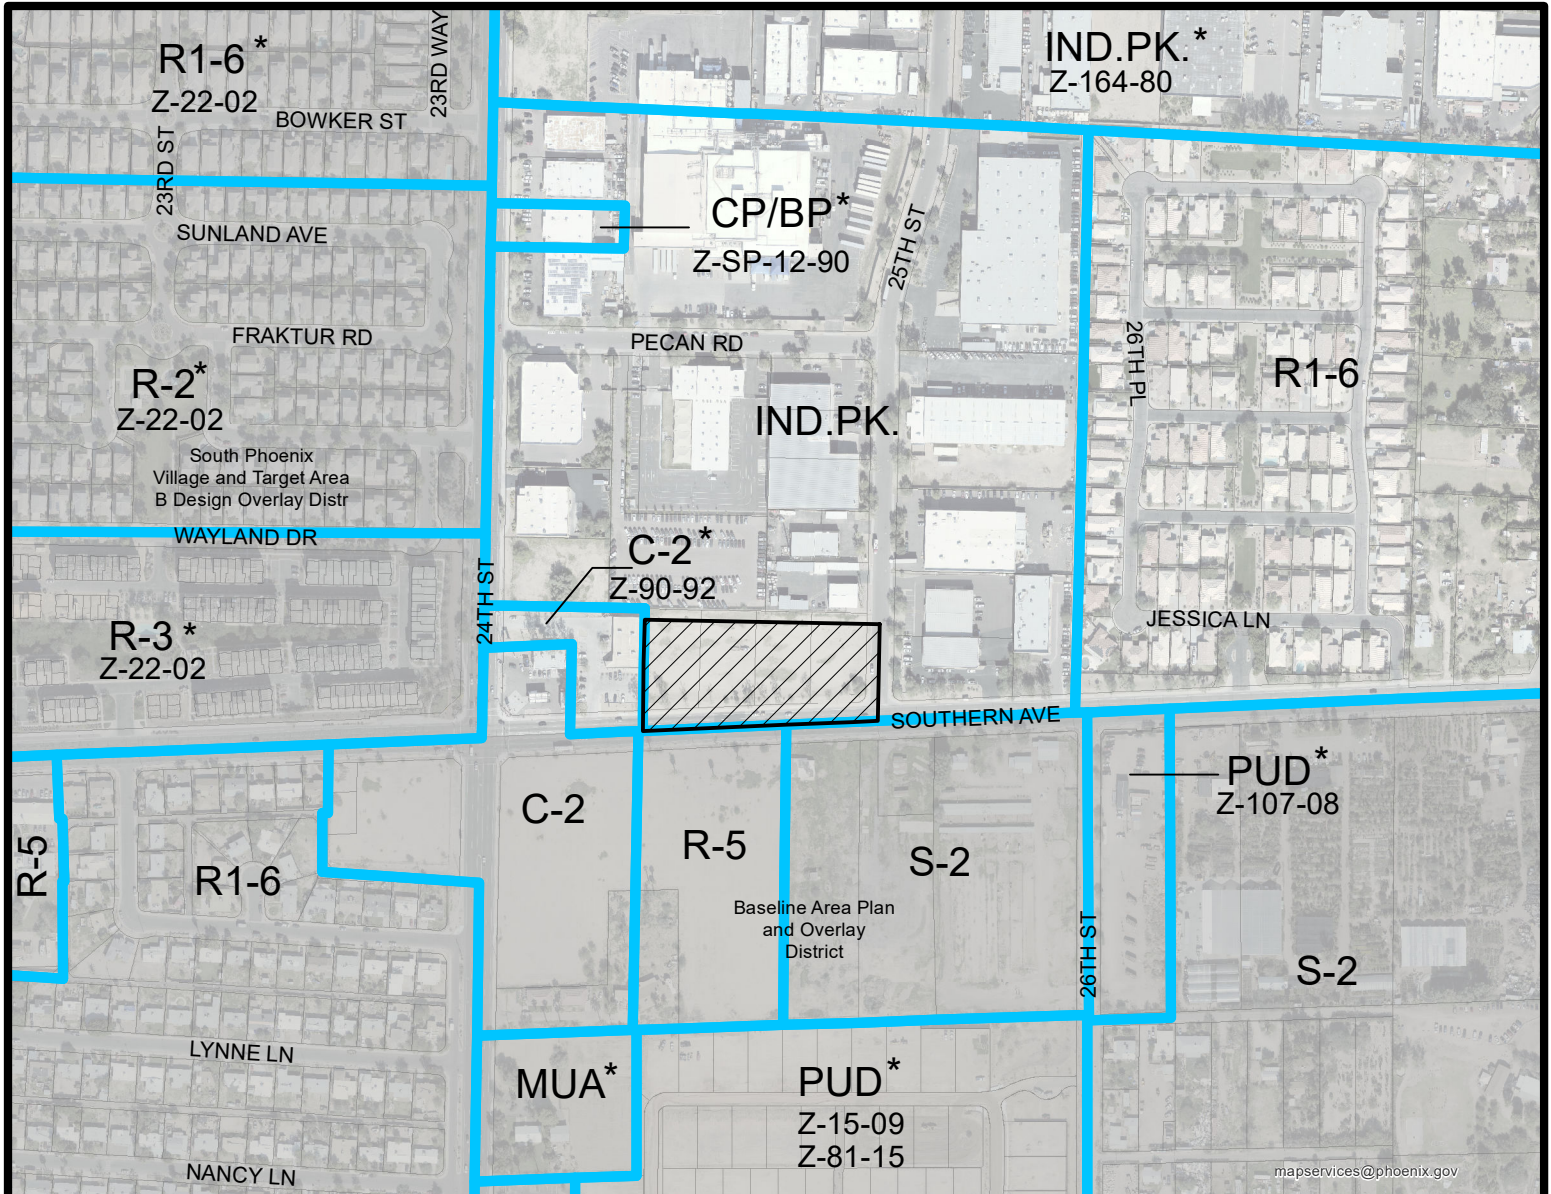 R1-6 *
Z-22-02
23RD WAY
BOWKER ST
23RD ST
IND.PK.*
Z-164-80
SUNLAND AVE
CP/BP*
Z-SP-12-90
25TH ST
FRAKTUR RD
PECAN RD
26TH PL
R1-6
R-2*
Z-22-02
IND.PK.
South Phoenix
Village and Target Area
B Design Overlay Distr
WAYLAND DR
C-2*
Z-90-92
24TH ST
R-3 *
Z-22-02
JESSICA LN
SOUTHERN AVE
PUD*
Z-107-08
C-2
R-5
R-5
R1-6
S-2
Baseline Area Plan
and Overlay
District
26TH ST
S-2
LYNNE LN
MUA*
PUD*
Z-15-09
Z-81-15
NANCY LN
mapservices@phoenix.gov